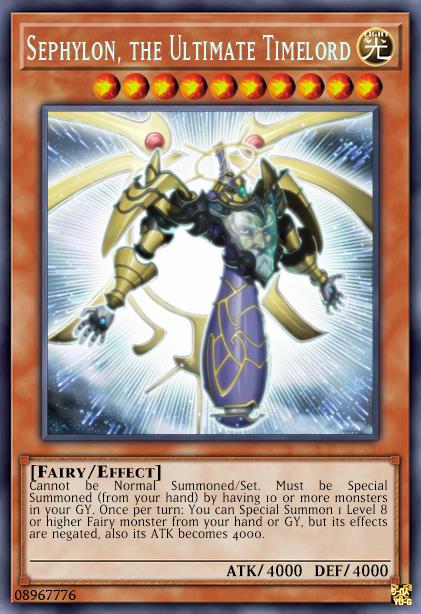 SEPHYLON, THE ULTIMATE TIMELORD
LIGHT
光
[FAIRY/EFFECT]
Cannot be Normal Summoned/Set. Must be Special
Summoned (from your hand) by having 10 or more monsters
in your GY. Once per turn: You can Special Summon 1 Level 8
or higher Fairy monster from your hand or GY, but its effects
are negated, also its ATK becomes 4000.
ATK/4000 DEF/4000
08967776